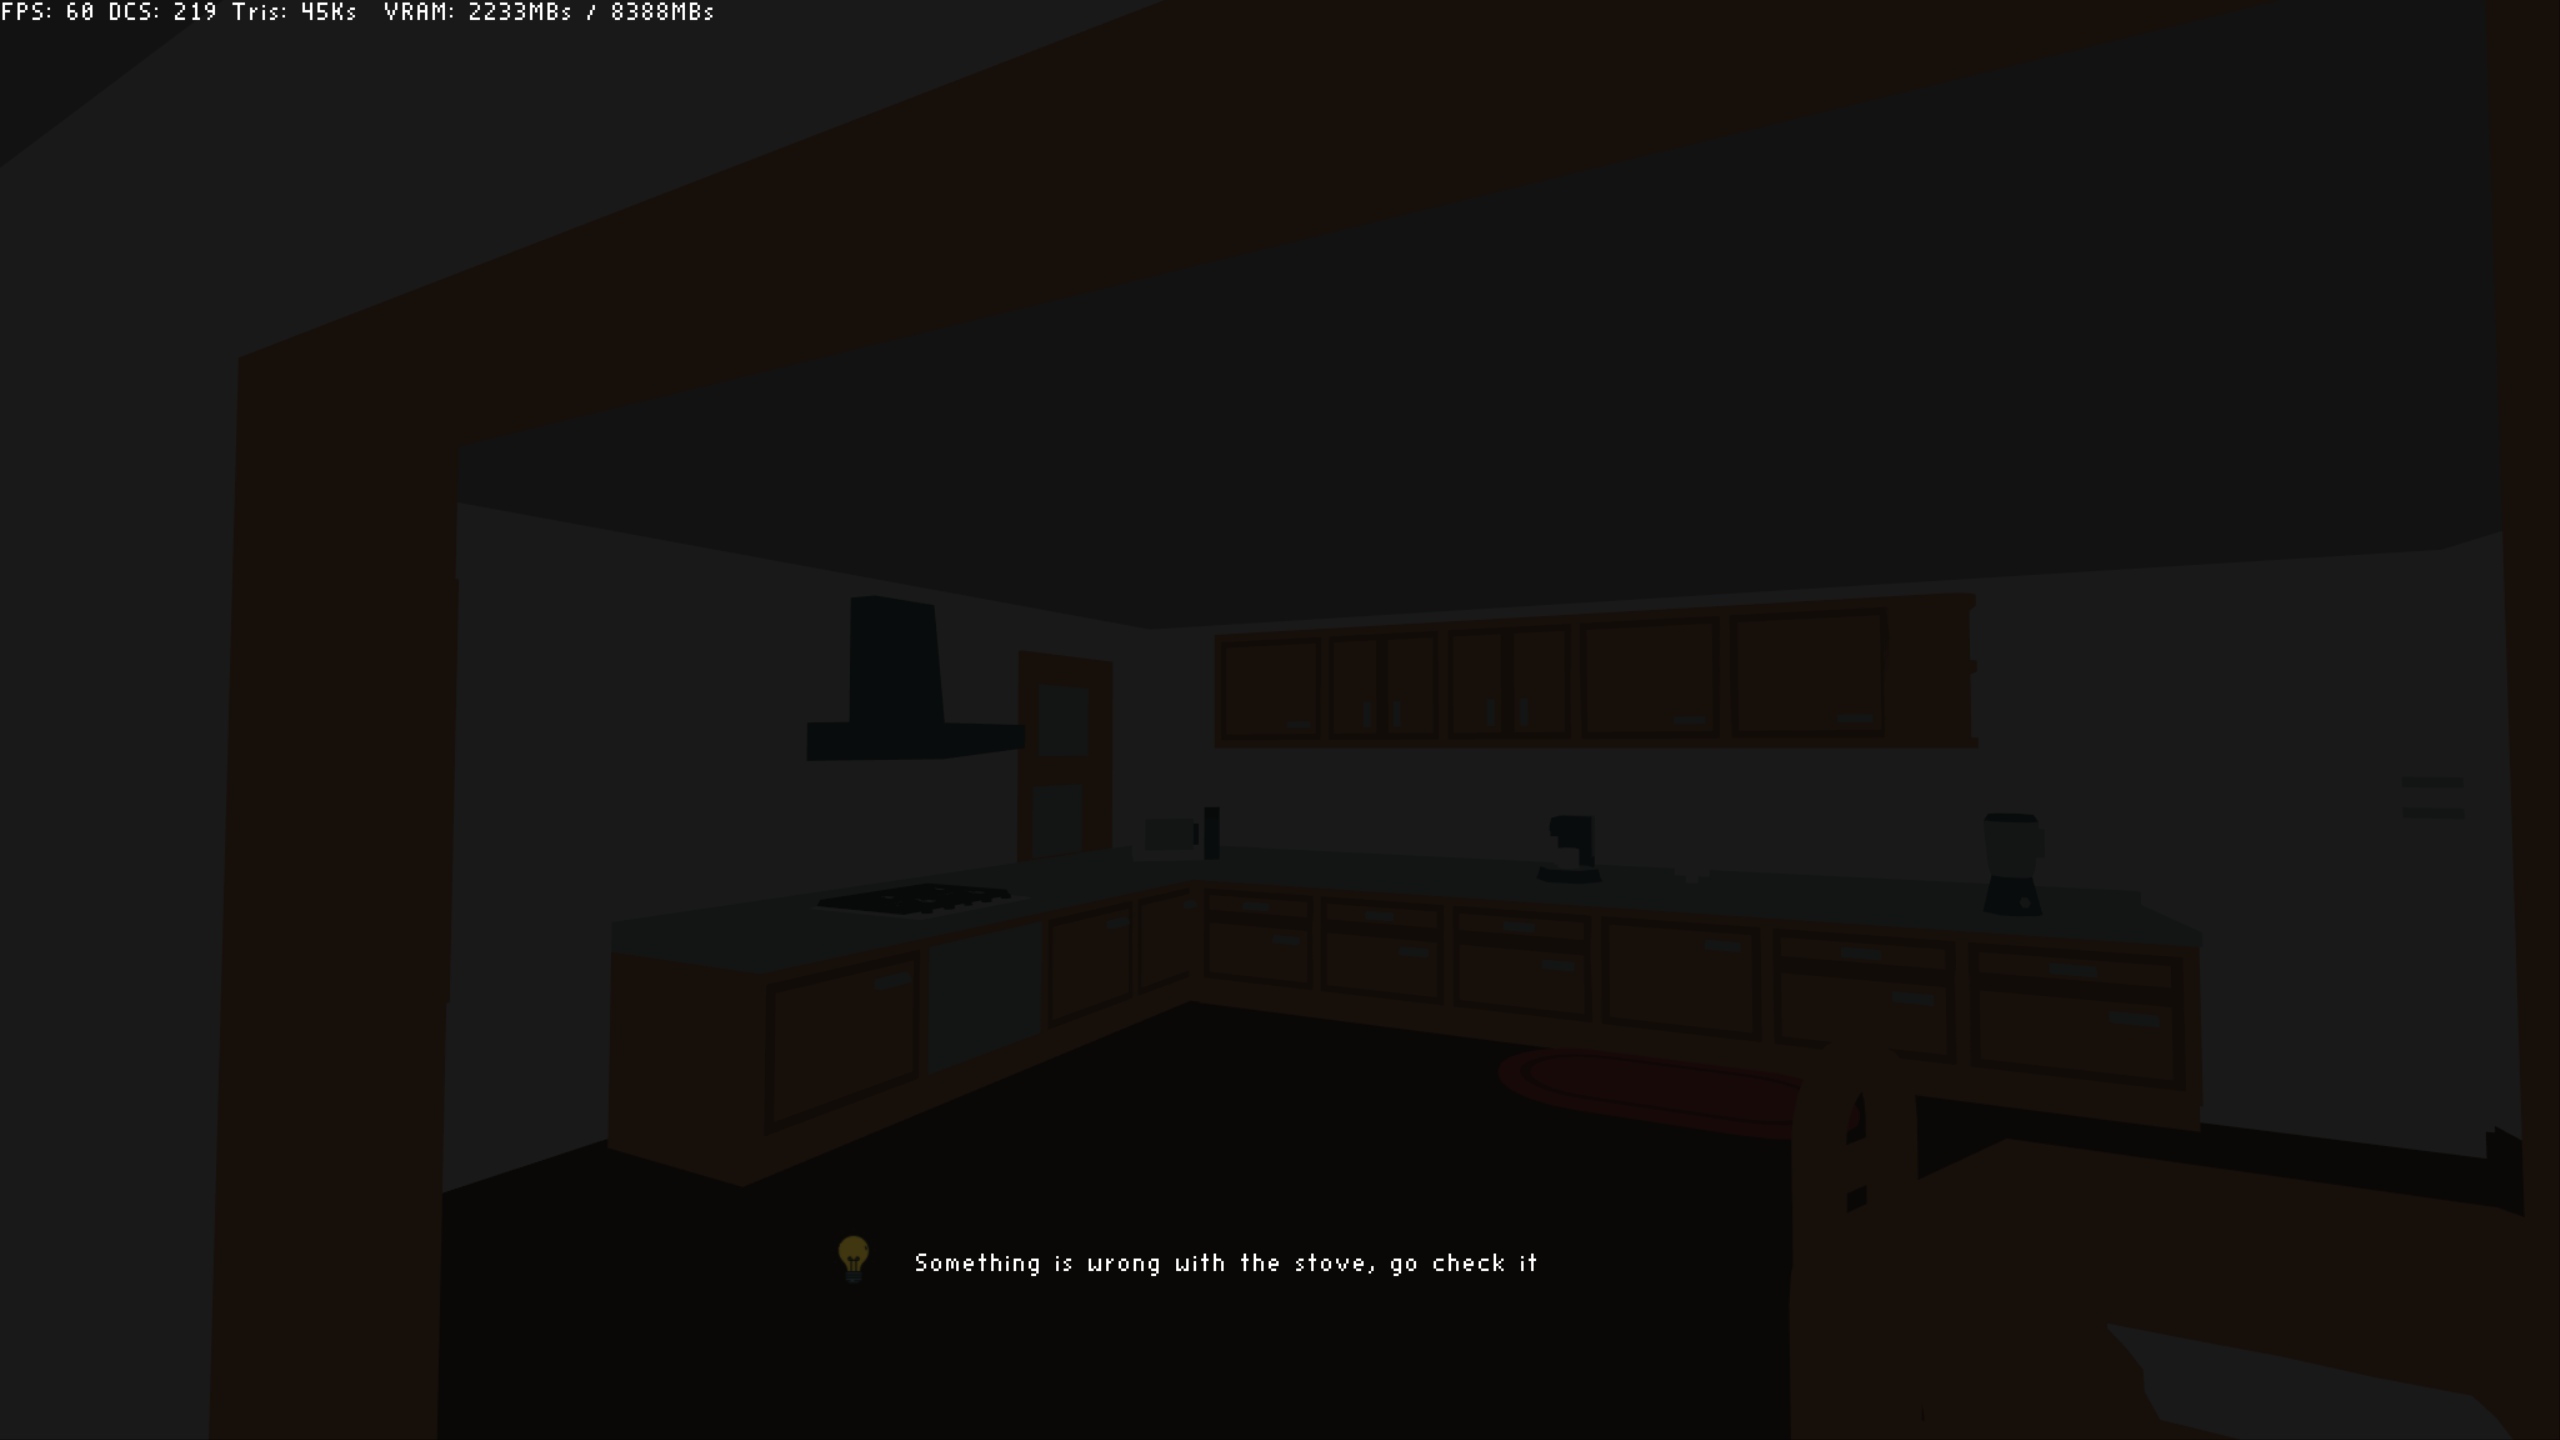 FPS: 60 DCS: 219 Tris: 45Ks VRAM: 2233MBs / 8388MBs
Something is wrong with the stove, go check it